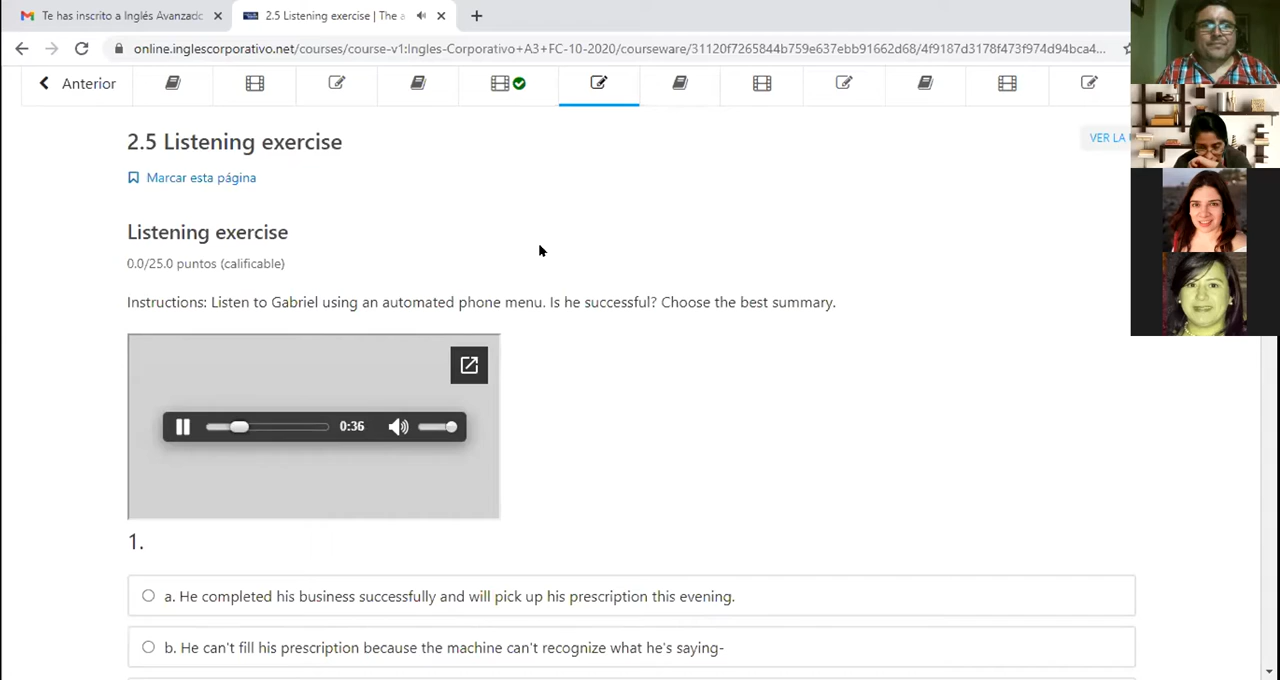 Te has inscrito a Inglés Avanzado
2.5 Listening exercise | The a
online.inglescorporativo.net/courses/course-v1:Ingles-Corporativo+A3+FC-10-2020/courseware/31120f7265844b759e637ebb91662d68/4f9187d3178f473f974d94bca4...
Anterior
2.5 Listening exercise
VER LA
Marcar esta página
Listening exercise
0.0/25.0 puntos (calificable)
Instructions: Listen to Gabriel using an automated phone menu. Is he successful? Choose the best summary.
0:36
1.
a. He completed his business successfully and will pick up his prescription this evening.
b. He can't fill his prescription because the machine can't recognize what he's saying-